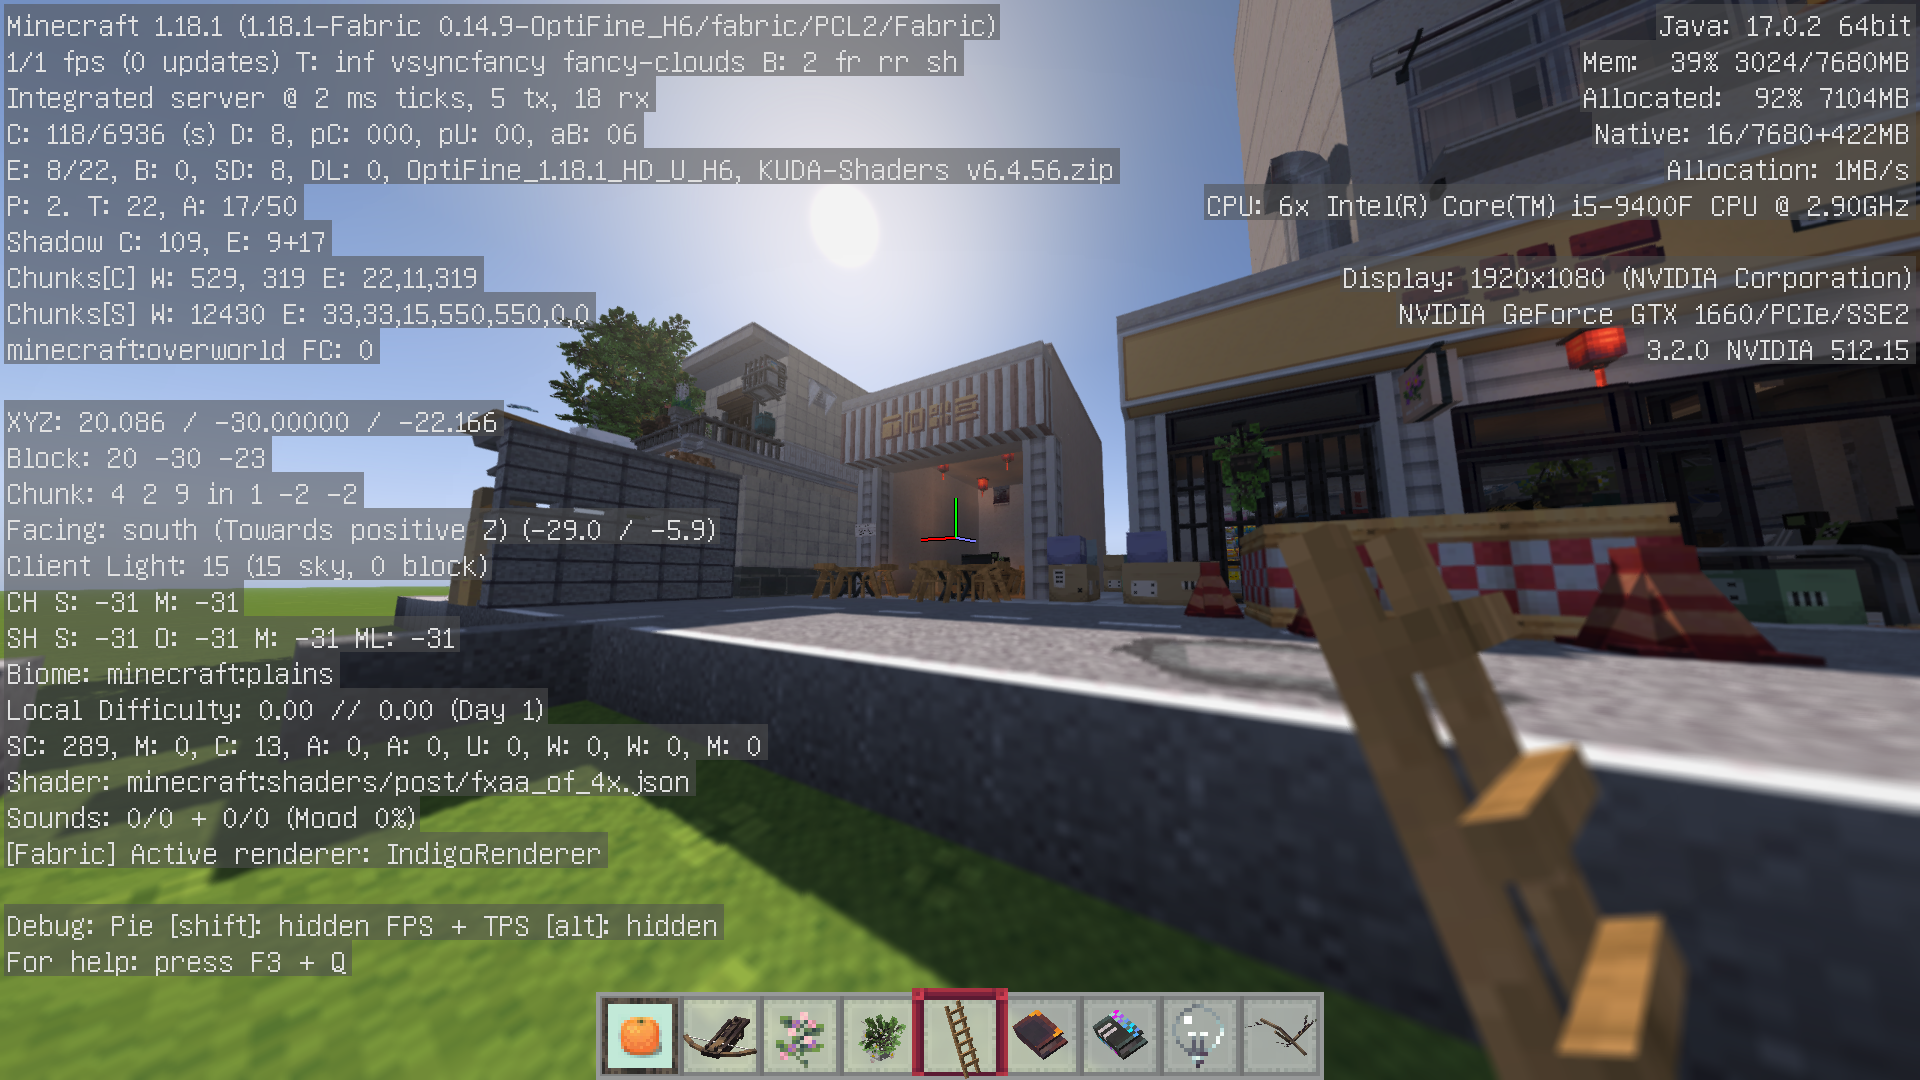 Minecraft 1.18.1 (1.18.1-Fabric 0.14.9-OptiFine_H6/fabric/PCL2/Fabric)
1/1 fps (0 updates) T: inf vsyncfancy fancy-clouds B: 2 fr rr sh
Integrated server @ 2 ms ticks, 5 tx, 18 rx
C: 118/6936 (s) D: 8, pC: 000, pU: 00, aB: 06
E: 8/22, B: 0, SD: 8, DL: 0, OptiFine_1.18.1_HD_U_H6, KUDA-Shaders v6.4.56.zip
P: 2. T: 22, A: 17/50
Shadow C: 109, E: 9+17
Chunks[C] W: 529, 319 E: 22,11,319
Chunks[S] W: 12430 E: 33,33,15,550,550,0,0
minecraft:overworld FC: 0
XYZ: 20.086 / -30.00000 / -22.166
Block: 20 -30 -23
Chunk: 4 2 9 in 1 -2 -2
Facing: south (Towards positive Z) (-29.0 / -5.9)
Client Light: 15 (15 sky, 0 block)
CH S: -31 M: -31
SH S: -31 O: -31 M: -31 ML: -31
Biome: minecraft:plains
Local Difficulty: 0.00 // 0.00 (Day 1)
SC: 289, M: 0, C: 13, A: 0, A: 0, U: 0, W: 0, W: 0, M: 0
Shader: minecraft:shaders/post/fxaa_of_4x.json
Sounds: 0/0 + 0/0 (Mood 0%)
[Fabric] Active renderer: IndigoRenderer
Debug: Pie [shift]: hidden FPS + TPS [alt]: hidden
For help: press F3 + Q
Java: 17.0.2 64bit
Mem: 39% 3024/7680MB
Allocated: 92% 7104MB
Native: 16/7680+422MB
Allocation: 1MB/s
CPU: 6x Intel(R) Core(TM) i5-9400F CPU @ 2.90GHz
Display: 1920x1080 (NVIDIA Corporation)
NVIDIA GeForce GTX 1660/PCIe/SSE2
3.2.0 NVIDIA 512.15